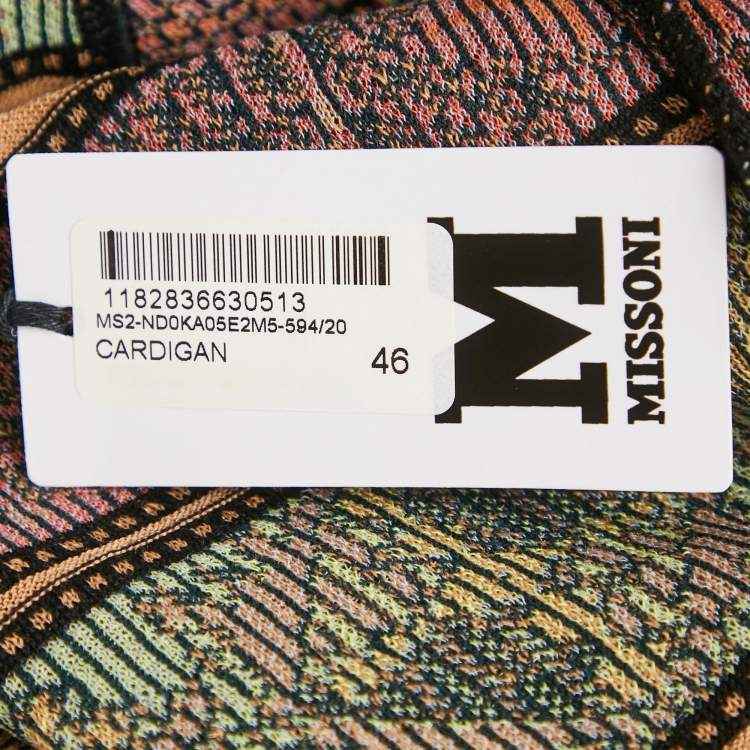 1182836630513
MS2-ND0KA05E2M5-594/20
CARDIGAN 46
M
MISSONI